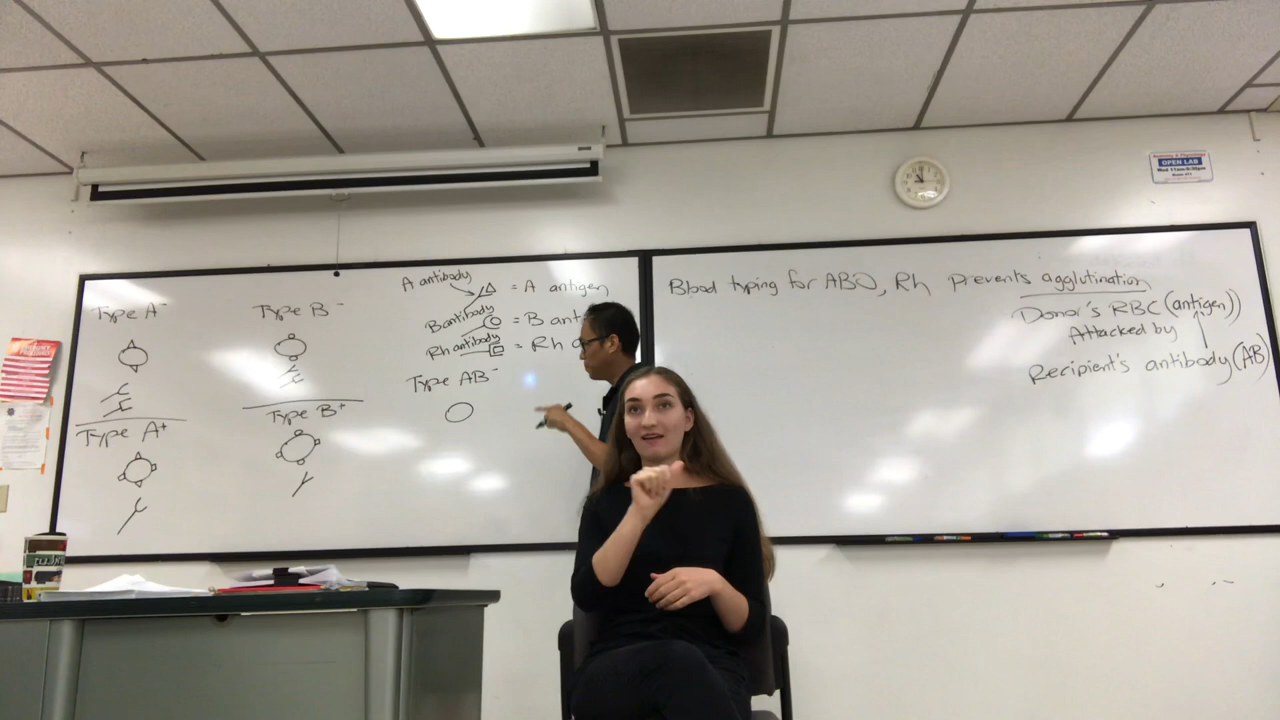 Type A-
Type B-
A antibody
= A antigen
B antibody
= B ant
Rh antibody
= Rh
Type AB-
Type A+
Type B+
Blood typing for ABO, Rh prevents agglutination
Donor's RBC (antigen))
Attacked by
Recipient's antibody (AB)
OPEN LAB